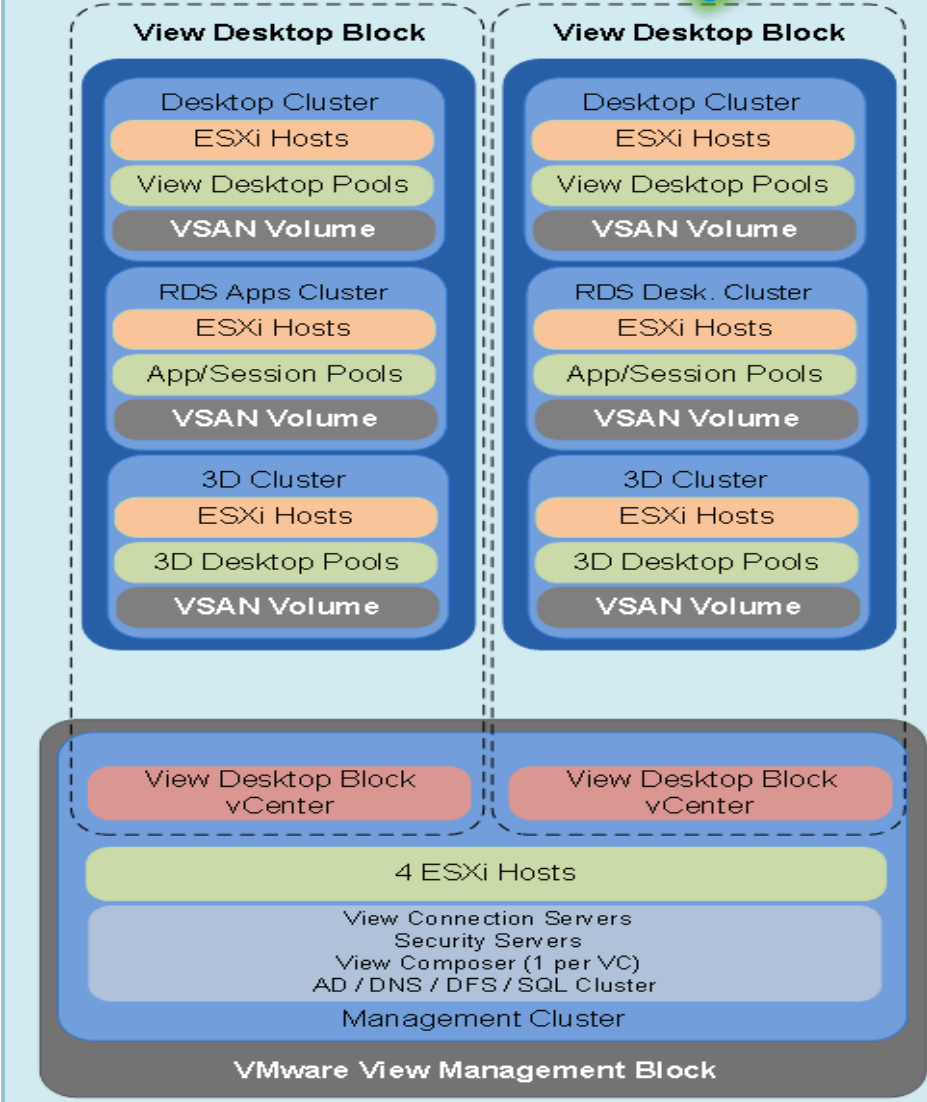 View Desktop Block
Desktop Cluster
ESXi Hosts
View Desktop Pools
VSAN Volume
RDS Apps Cluster
ESXi Hosts
App/Session Pools
VSAN Volume
3D Cluster
ESXi Hosts
3D Desktop Pools
VSAN Volume
View Desktop Block
Desktop Cluster
ESXi Hosts
View Desktop Pools
VSAN Volume
RDS Desk. Cluster
ESXi Hosts
App/Session Pools
VSAN Volume
3D Cluster
ESXi Hosts
3D Desktop Pools
VSAN Volume
View Desktop Block
vCenter
View Desktop Block
vCenter
4 ESXi Hosts
View Connection Servers
Security Servers
View Composer (1 per VC)
AD / DNS / DFS / SQL Cluster
Management Cluster
VMware View Management Block